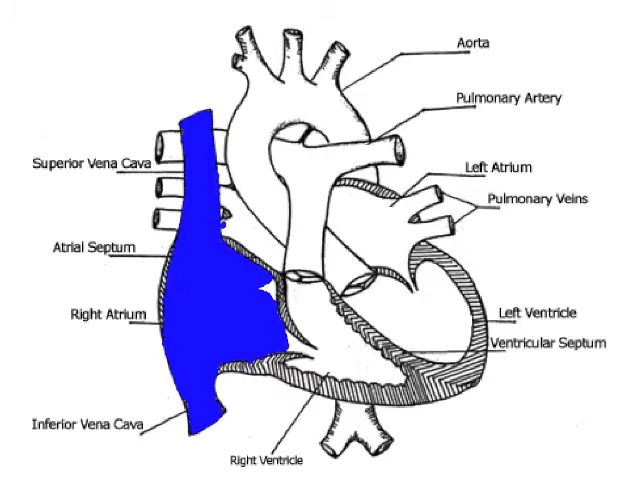 Aorta
Pulmonary Artery
Superior Vena Cava
Left Atrium
Pulmonary Veins
Atrial Septum
Right Atrium
Left Ventricle
Ventricular Septum
Inferior Vena Cava
Right Ventricle